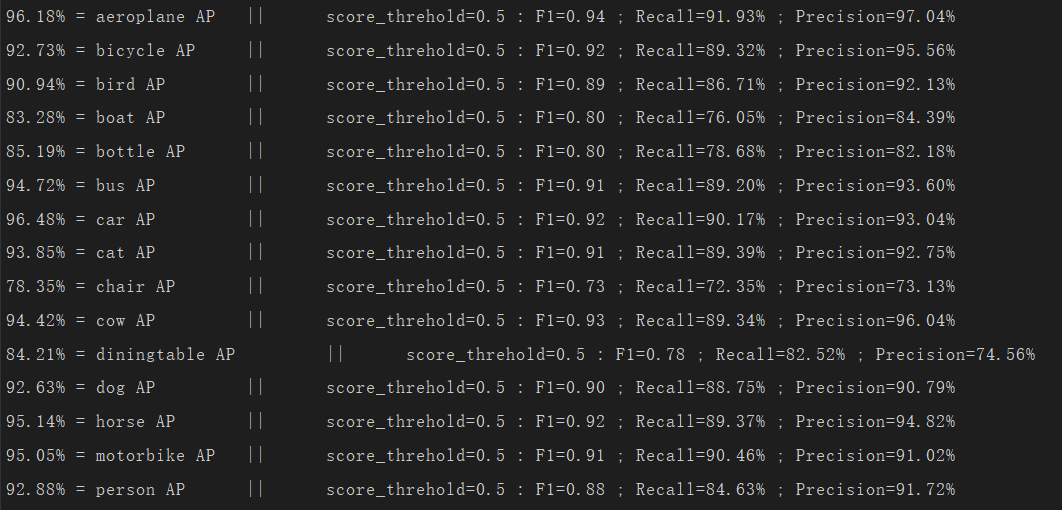 96.18% = aeroplane AP || score_threhold=0.5 : F1=0.94 ; Recall=91.93% ; Precision=97.04%
92.73% = bicycle AP || score_threhold=0.5 : F1=0.92 ; Recall=89.32% ; Precision=95.56%
90.94% = bird AP || score_threhold=0.5 : F1=0.89 ; Recall=86.71% ; Precision=92.13%
83.28% = boat AP || score_threhold=0.5 : F1=0.80 ; Recall=76.05% ; Precision=84.39%
85.19% = bottle AP || score_threhold=0.5 : F1=0.80 ; Recall=78.68% ; Precision=82.18%
94.72% = bus AP || score_threhold=0.5 : F1=0.91 ; Recall=89.20% ; Precision=93.60%
96.48% = car AP || score_threhold=0.5 : F1=0.92 ; Recall=90.17% ; Precision=93.04%
93.85% = cat AP || score_threhold=0.5 : F1=0.91 ; Recall=89.39% ; Precision=92.75%
78.35% = chair AP || score_threhold=0.5 : F1=0.73 ; Recall=72.35% ; Precision=73.13%
94.42% = cow AP || score_threhold=0.5 : F1=0.93 ; Recall=89.34% ; Precision=96.04%
84.21% = diningtable AP || score_threhold=0.5 : F1=0.78 ; Recall=82.52% ; Precision=74.56%
92.63% = dog AP || score_threhold=0.5 : F1=0.90 ; Recall=88.75% ; Precision=90.79%
95.14% = horse AP || score_threhold=0.5 : F1=0.92 ; Recall=89.37% ; Precision=94.82%
95.05% = motorbike AP || score_threhold=0.5 : F1=0.91 ; Recall=90.46% ; Precision=91.02%
92.88% = person AP || score_threhold=0.5 : F1=0.88 ; Recall=84.63% ; Precision=91.72%